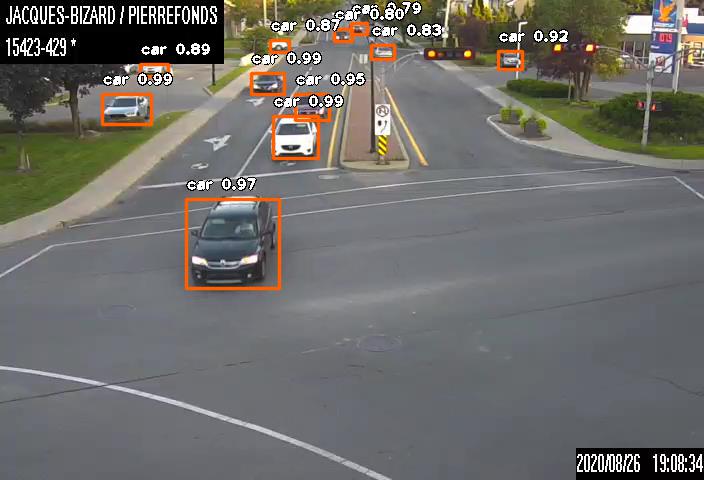 JACQUES-BIZARD / PIERREFONDS
15423-429 *
car 0.79
car 0.80
car 0.87
car 0.83
car 0.92
car 0.89
car 0.99
car 0.99
car 0.95
car 0.99
car 0.97
2020/08/26 19:08:34